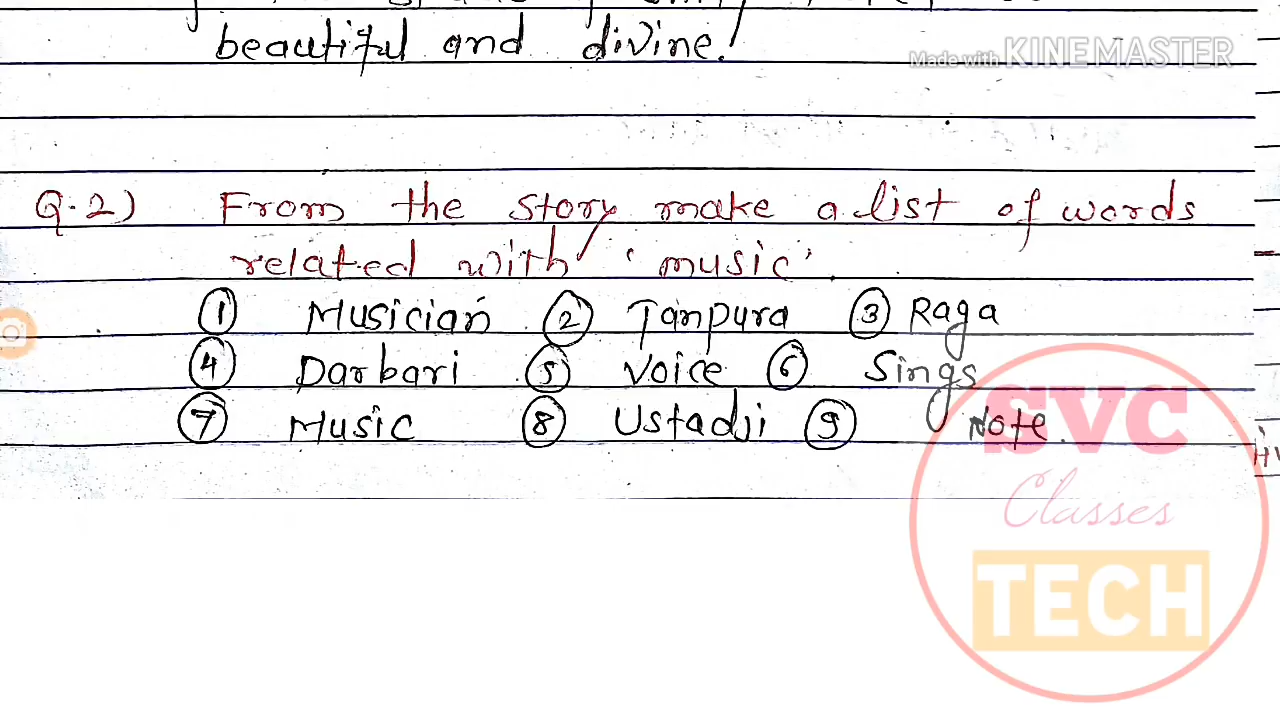 beautiful and divine!
Made with KINEMASTER
Q.2) From the story make a list of words
related with 'music'.
① Musician ② Tanpura ③ Raga
④ Darbari ⑤ Voice ⑥ Sings
⑦ Music ⑧ Ustadji ⑨ Note.
SVC
Classes
TECH